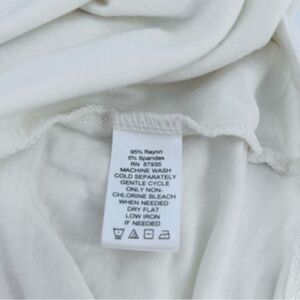 95% Rayon
5% Spandex
RN 87935
MACHINE WASH
COLD SEPARATELY
GENTLE CYCLE
ONLY NON-
CHLORINE BLEACH
WHEN NEEDED
DRY FLAT
LOW IRON
IF NEEDED